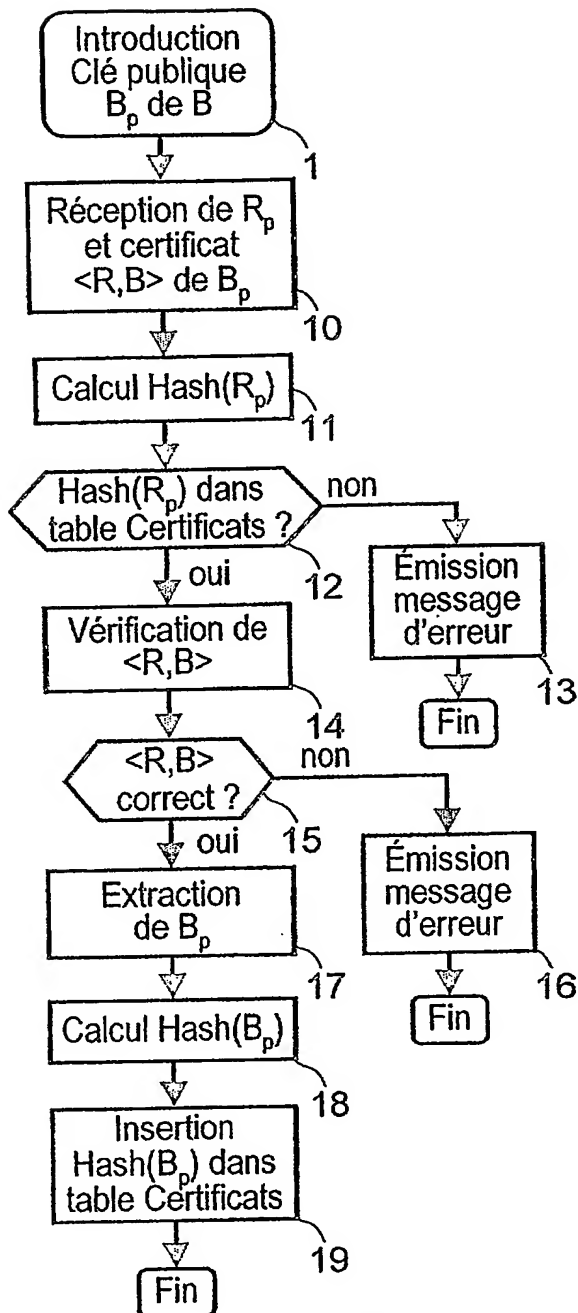 Introduction
Clé publique
Bp de B
1
Réception de Rp
et certificat
<R,B> de Bp
10
Calcul Hash(Rp)
11
Hash(Rp) dans
table Certificats ?
non
12
oui
Émission
message
d'erreur
13
Fin
Vérification de
<R,B>
14
<R,B>
correct ?
non
15
oui
Émission
message
d'erreur
16
Fin
Extraction
de Bp
17
Calcul Hash(Bp)
18
Insertion
Hash(Bp) dans
table Certificats
19
Fin